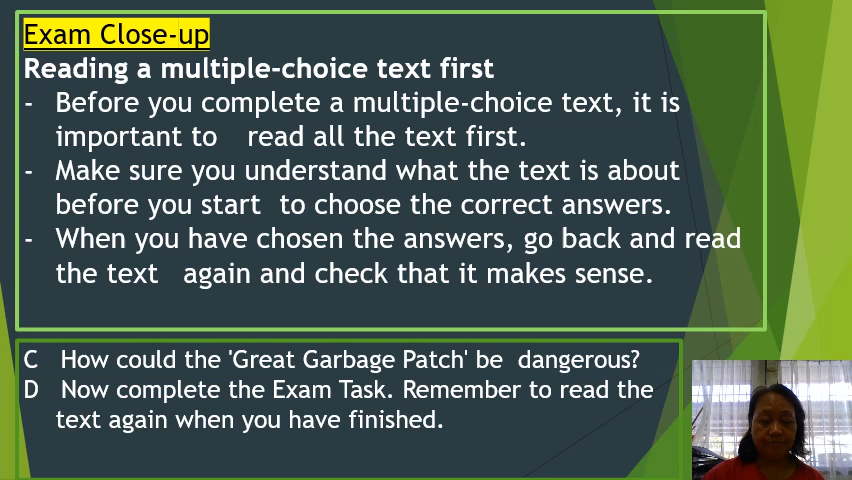 Exam Close-up
Reading a multiple-choice text first
- Before you complete a multiple-choice text, it is
important to read all the text first.
- Make sure you understand what the text is about
before you start to choose the correct answers.
- When you have chosen the answers, go back and read
the text again and check that it makes sense.
C How could the 'Great Garbage Patch' be dangerous?
D Now complete the Exam Task. Remember to read the
text again when you have finished.